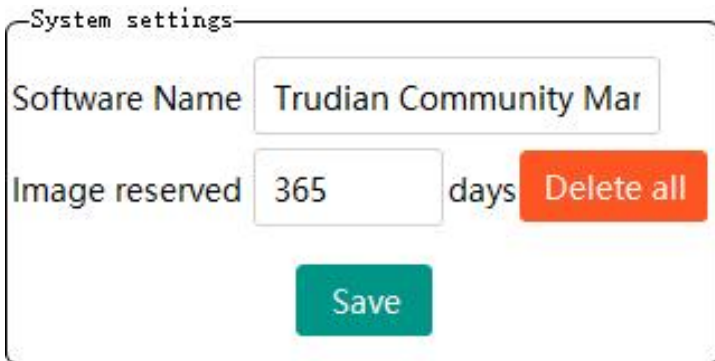 System settings
Software Name Trudian Community Mar
Image reserved 365 days Delete all
Save